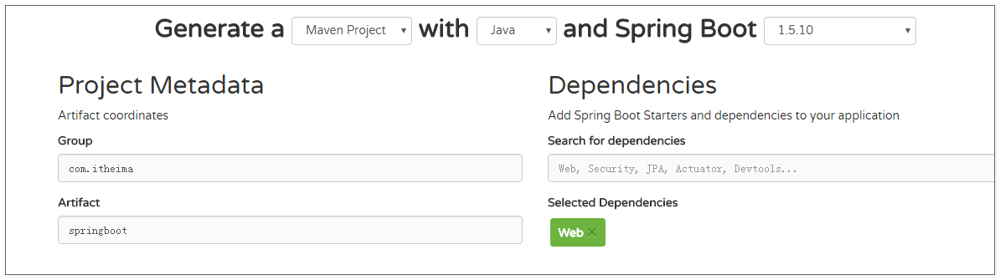 Generate a Maven Project with Java and Spring Boot 1.5.10
Project Metadata
Artifact coordinates
Group
com.itheima
Artifact
springboot
Dependencies
Add Spring Boot Starters and dependencies to your application
Search for dependencies
Web, Security, JPA, Actuator, Devtools...
Selected Dependencies
Web ×